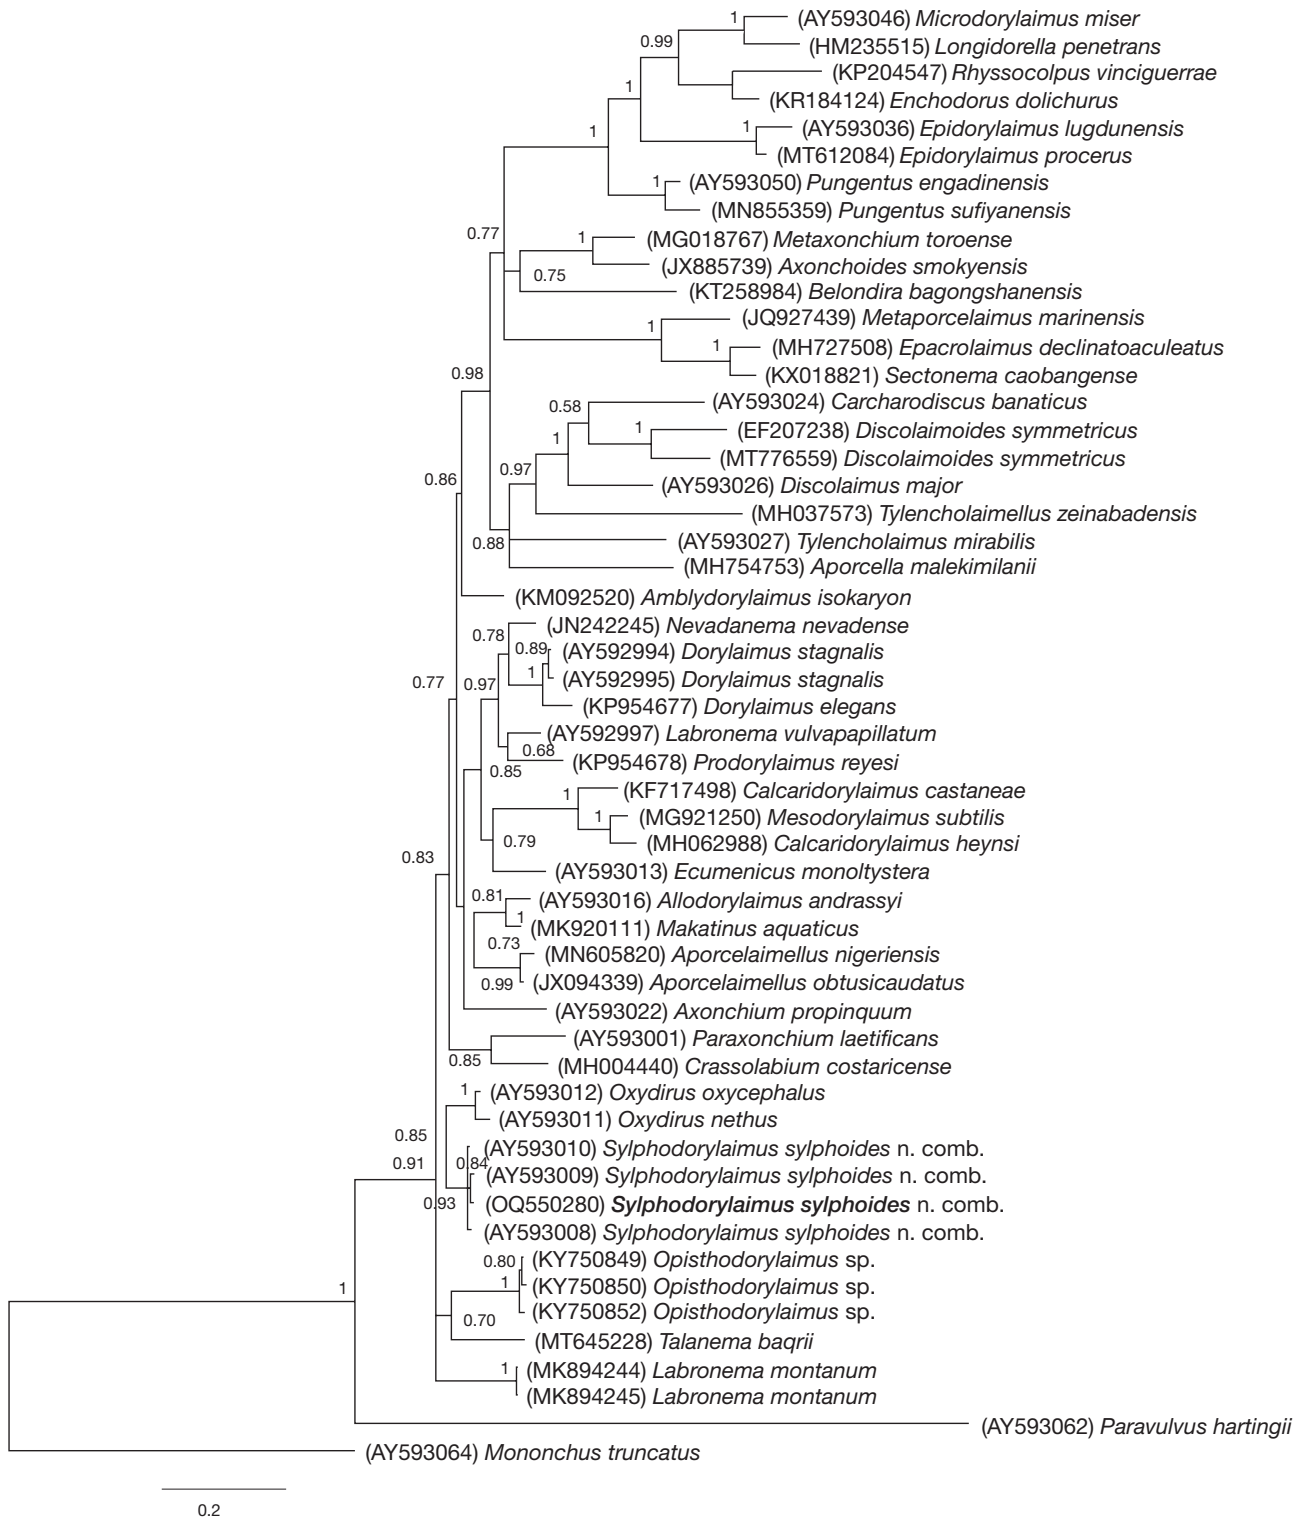 1 (AY593046) Microdorylaimus miser
0.99 (HM235515) Longidorella penetrans
(KP204547) Rhyssocolpus vinciguerrae
1 (KR184124) Enchodorus dolichurus
1 1 (AY593036) Epidorylaimus lugdunensis
(MT612084) Epidorylaimus procerus
1 (AY593050) Pungentus engadinensis
(MN855359) Pungentus sufiyanensis
0.77 1 (MG018767) Metaxonchium toroense
0.75 (JX885739) Axonchoides smokyensis
(KT258984) Belondira bagongshanensis
1 (JQ927439) Metaporcelaimus marinensis
1 (MH727508) Epacrolaimus declinatoaculeatus
0.98 (KX018821) Sectonema caobangense
0.58 (AY593024) Carcharodiscus banaticus
1 1 (EF207238) Discolaimoides symmetricus
0.97 (MT776559) Discolaimoides symmetricus
0.86 (AY593026) Discolaimus major
(MH037573) Tylencholaimellus zeinabadensis
0.88 (AY593027) Tylencholaimus mirabilis
(MH754753) Aporcella malekimilanii
(KM092520) Amblydorylaimus isokaryon
0.78 (JN242245) Nevadanema nevadense
0.89 (AY592994) Dorylaimus stagnalis
0.77 0.97 1 (AY592995) Dorylaimus stagnalis
(KP954677) Dorylaimus elegans
(AY592997) Labronema vulvapapillatum
0.68 (KP954678) Prodorylaimus reyesi
0.85
1 (KF717498) Calcaridorylaimus castaneae
1 (MG921250) Mesodorylaimus subtilis
0.79 (MH062988) Calcaridorylaimus heynsi
0.83 (AY593013) Ecumenicus monoltystera
0.81 (AY593016) Allodorylaimus andrassyi
1 (MK920111) Makatinus aquaticus
0.73 (MN605820) Aporcelaimellus nigeriensis
0.99 (JX094339) Aporcelaimellus obtusicaudatus
(AY593022) Axonchium propinquum
(AY593001) Paraxonchium laetificans
0.85 (MH004440) Crassolabium costaricense
1 (AY593012) Oxydirus oxycephalus
(AY593011) Oxydirus nethus
0.85 (AY593010) Sylphodorylaimus sylphoides n. comb.
0.91 0.84 (AY593009) Sylphodorylaimus sylphoides n. comb.
0.93 (OQ550280) Sylphodorylaimus sylphoides n. comb.
(AY593008) Sylphodorylaimus sylphoides n. comb.
0.80 (KY750849) Opisthodorylaimus sp.
1 1 (KY750850) Opisthodorylaimus sp.
(KY750852) Opisthodorylaimus sp.
0.70 (MT645228) Talanema baqrii
1 (MK894244) Labronema montanum
(MK894245) Labronema montanum
(AY593062) Paravulvus hartingii
(AY593064) Mononchus truncatus
0.2